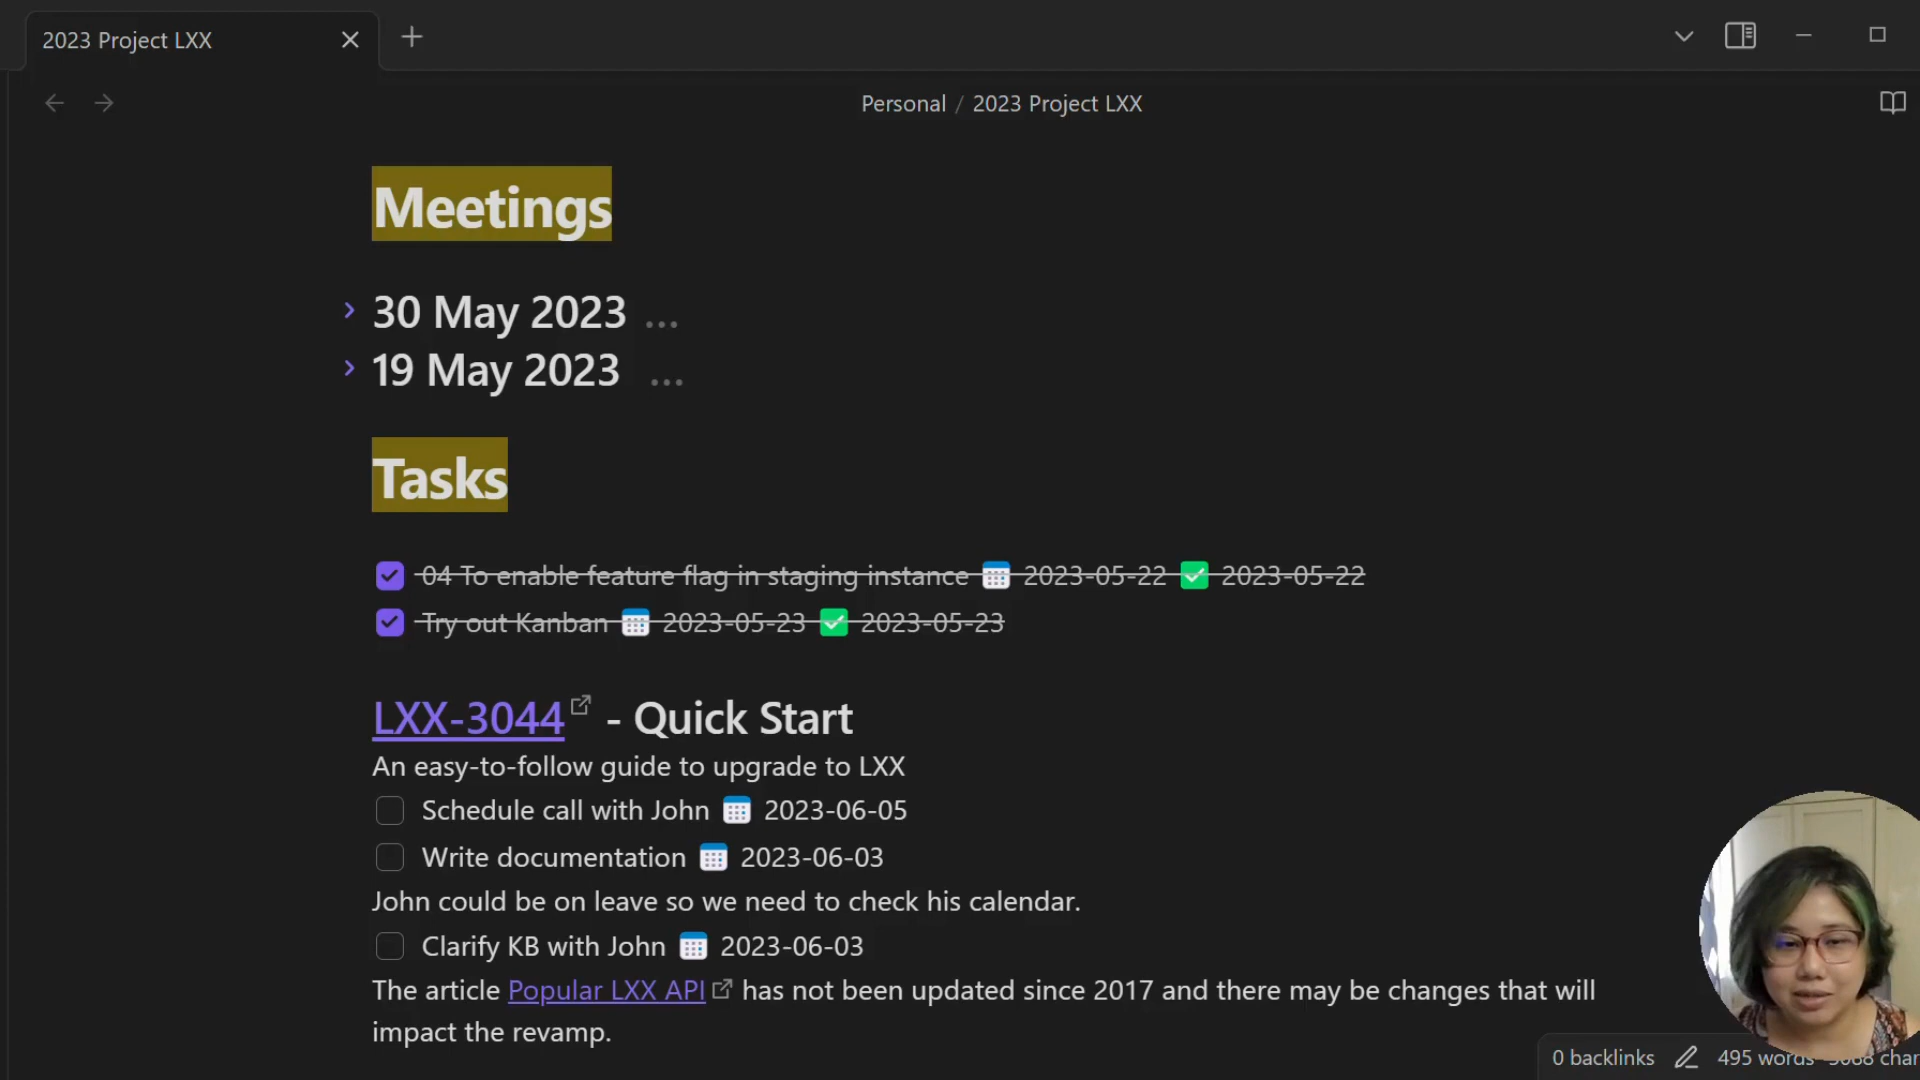 2023 Project LXX
Personal / 2023 Project LXX
Meetings
30 May 2023 ...
19 May 2023 ...
Tasks
04 To enable feature flag in staging instance 2023-05-22 2023-05-22
Try out Kanban 2023-05-23 2023-05-23
LXX-3044 - Quick Start
An easy-to-follow guide to upgrade to LXX
Schedule call with John 2023-06-05
Write documentation 2023-06-03
John could be on leave so we need to check his calendar.
Clarify KB with John 2023-06-03
The article Popular LXX API has not been updated since 2017 and there may be changes that will
impact the revamp.
0 backlinks 495 words